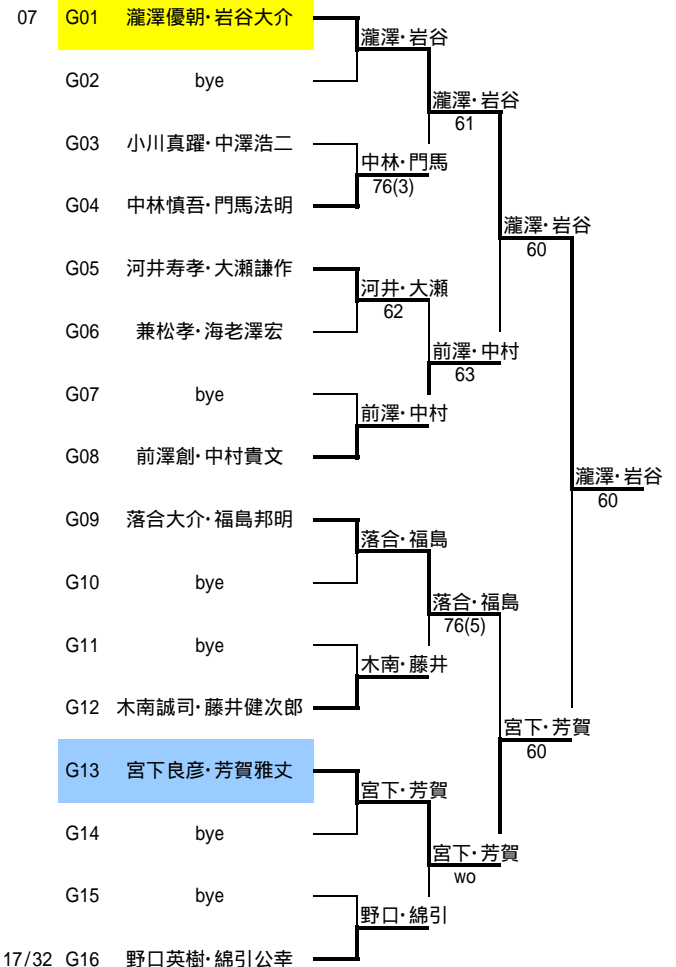 07 G01 瀧澤優朝・岩谷大介
瀧澤・岩谷
G02 bye
瀧澤・岩谷
61
G03 小川真躍・中澤浩二
中林・門馬
76(3)
G04 中林慎吾・門馬法明
瀧澤・岩谷
60
G05 河井寿孝・大瀬謙作
河井・大瀬
62
G06 兼松孝・海老澤宏
前澤・中村
63
G07 bye
前澤・中村
G08 前澤創・中村貴文
瀧澤・岩谷
60
G09 落合大介・福島邦明
落合・福島
G10 bye
落合・福島
76(5)
G11 bye
木南・藤井
G12 木南誠司・藤井健次郎
宮下・芳賀
60
G13 宮下良彦・芳賀雅丈
宮下・芳賀
G14 bye
宮下・芳賀
wo
G15 bye
野口・綿引
17/32 G16 野口英樹・綿引公幸